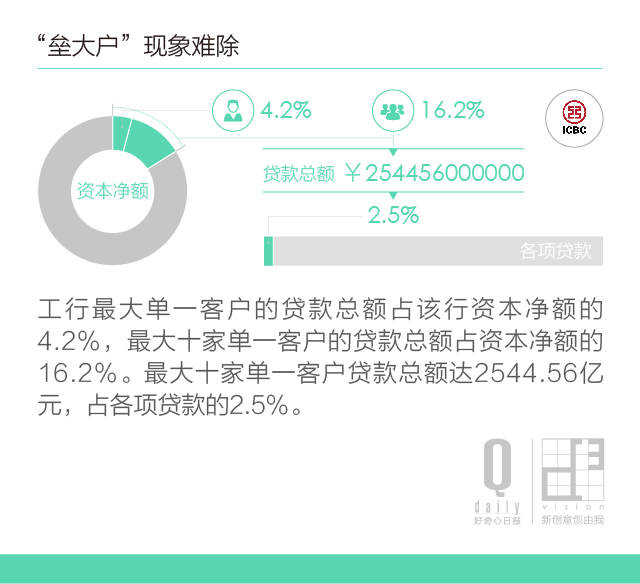 “垒大户”现象难除
4.2%
16.2%
ICBC
资本净额
贷款总额 ￥254456000000
2.5%
各项贷款
工行最大单一客户的贷款总额占该行资本净额的
4.2%，最大十家单一客户的贷款总额占资本净额的
16.2%。最大十家单一客户贷款总额达2544.56亿
元，占各项贷款的2.5%。
Q
daily
好奇心日报
vision
新创意创由我